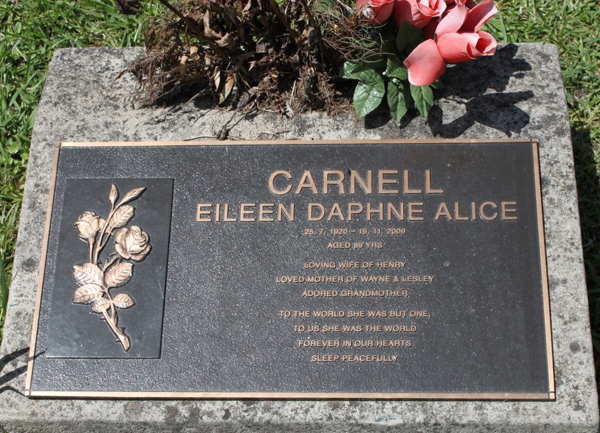 CARNELL
EILEEN DAPHNE ALICE
25. 7. 1920 – 19. 11. 2009
AGED 89 YRS
LOVING WIFE OF HENRY
LOVED MOTHER OF WAYNE & LESLEY
ADORED GRANDMOTHER
TO THE WORLD SHE WAS BUT ONE,
TO US SHE WAS THE WORLD
FOREVER IN OUR HEARTS
SLEEP PEACEFULLY